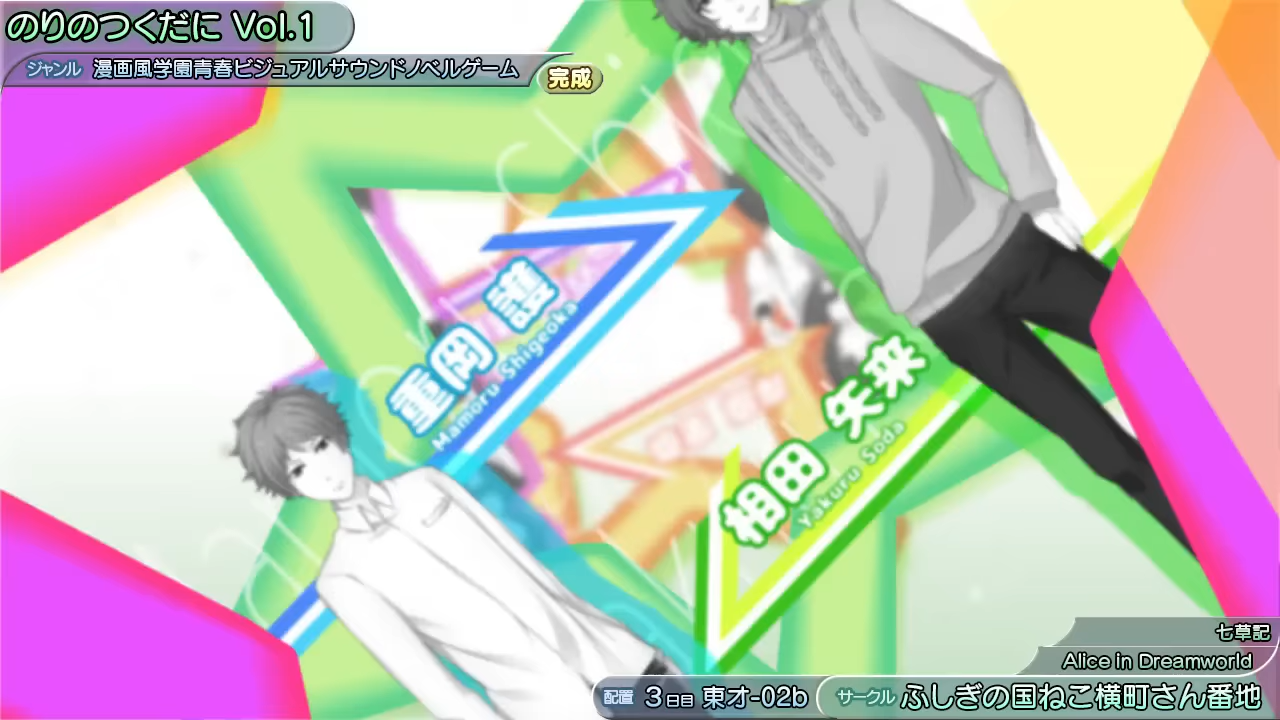 のりのつくだに Vol.1
ジャンル 漫画風学園青春ビジュアルサウンドノベルゲーム
完成
重岡 護
Mamoru Shigeoka
相田 矢来
Yakuru Soda
七草記
Alice in Dreamworld
配置 3日目 東オ-02b
サークル ふしぎの国ねこ横町さん番地